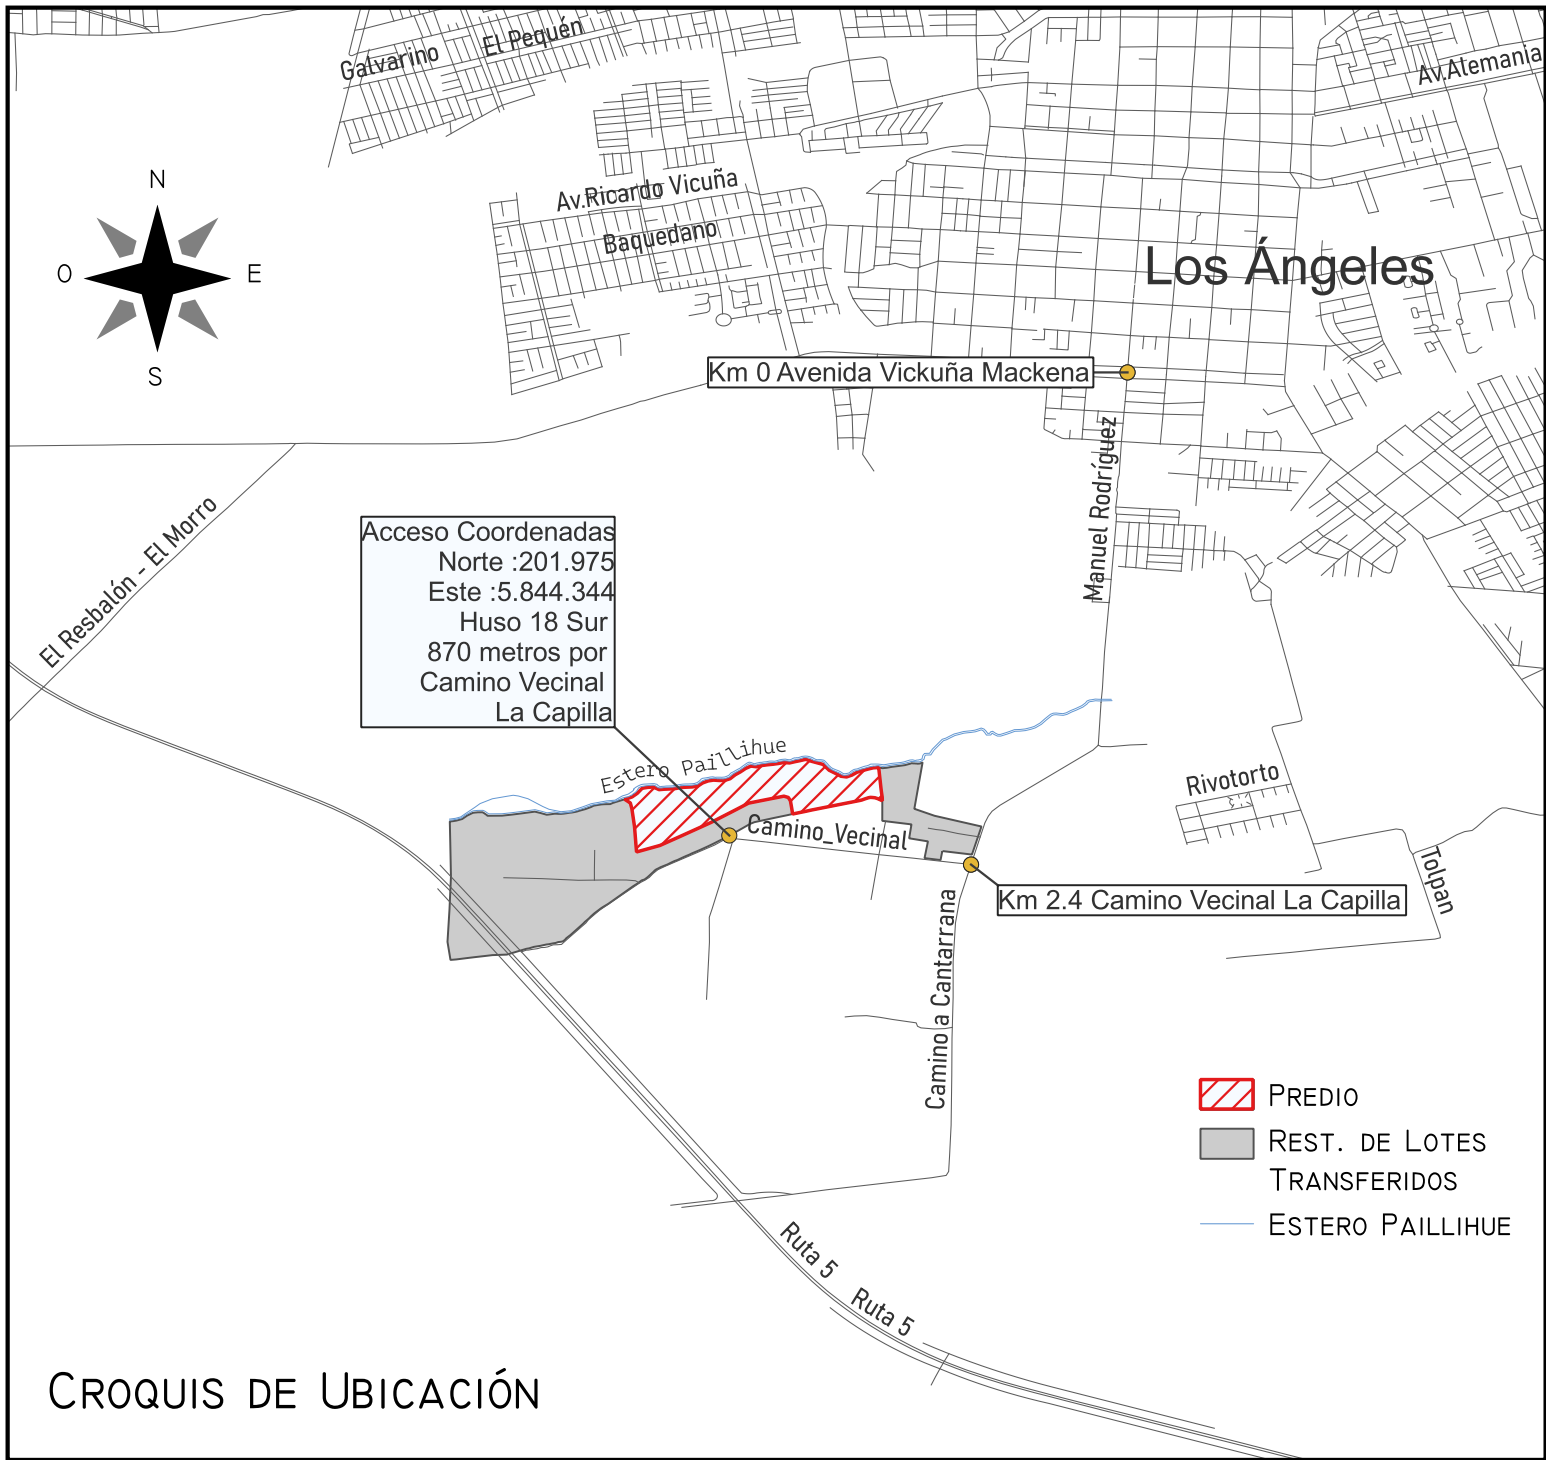 Galvarino
El Pequén
Av.Alemania
N
O
E
S
Av.Ricardo Vicuña
Baquedano
Los Ángeles
Km 0 Avenida Vickuña Mackena
Manuel Rodríguez
El Resbalón - El Morro
Acceso Coordenadas
Norte :201.975
Este :5.844.344
Huso 18 Sur
870 metros por
Camino Vecinal
La Capilla
Estero Paillihue
Camino_Vecinal
Rivotorto
Tolpan
Km 2.4 Camino Vecinal La Capilla
Camino a Cantarrana
PREDIO
REST. DE LOTES
TRANSFERIDOS
ESTERO PAILLIHUE
Ruta 5
Ruta 5
CROQUIS DE UBICACIÓN